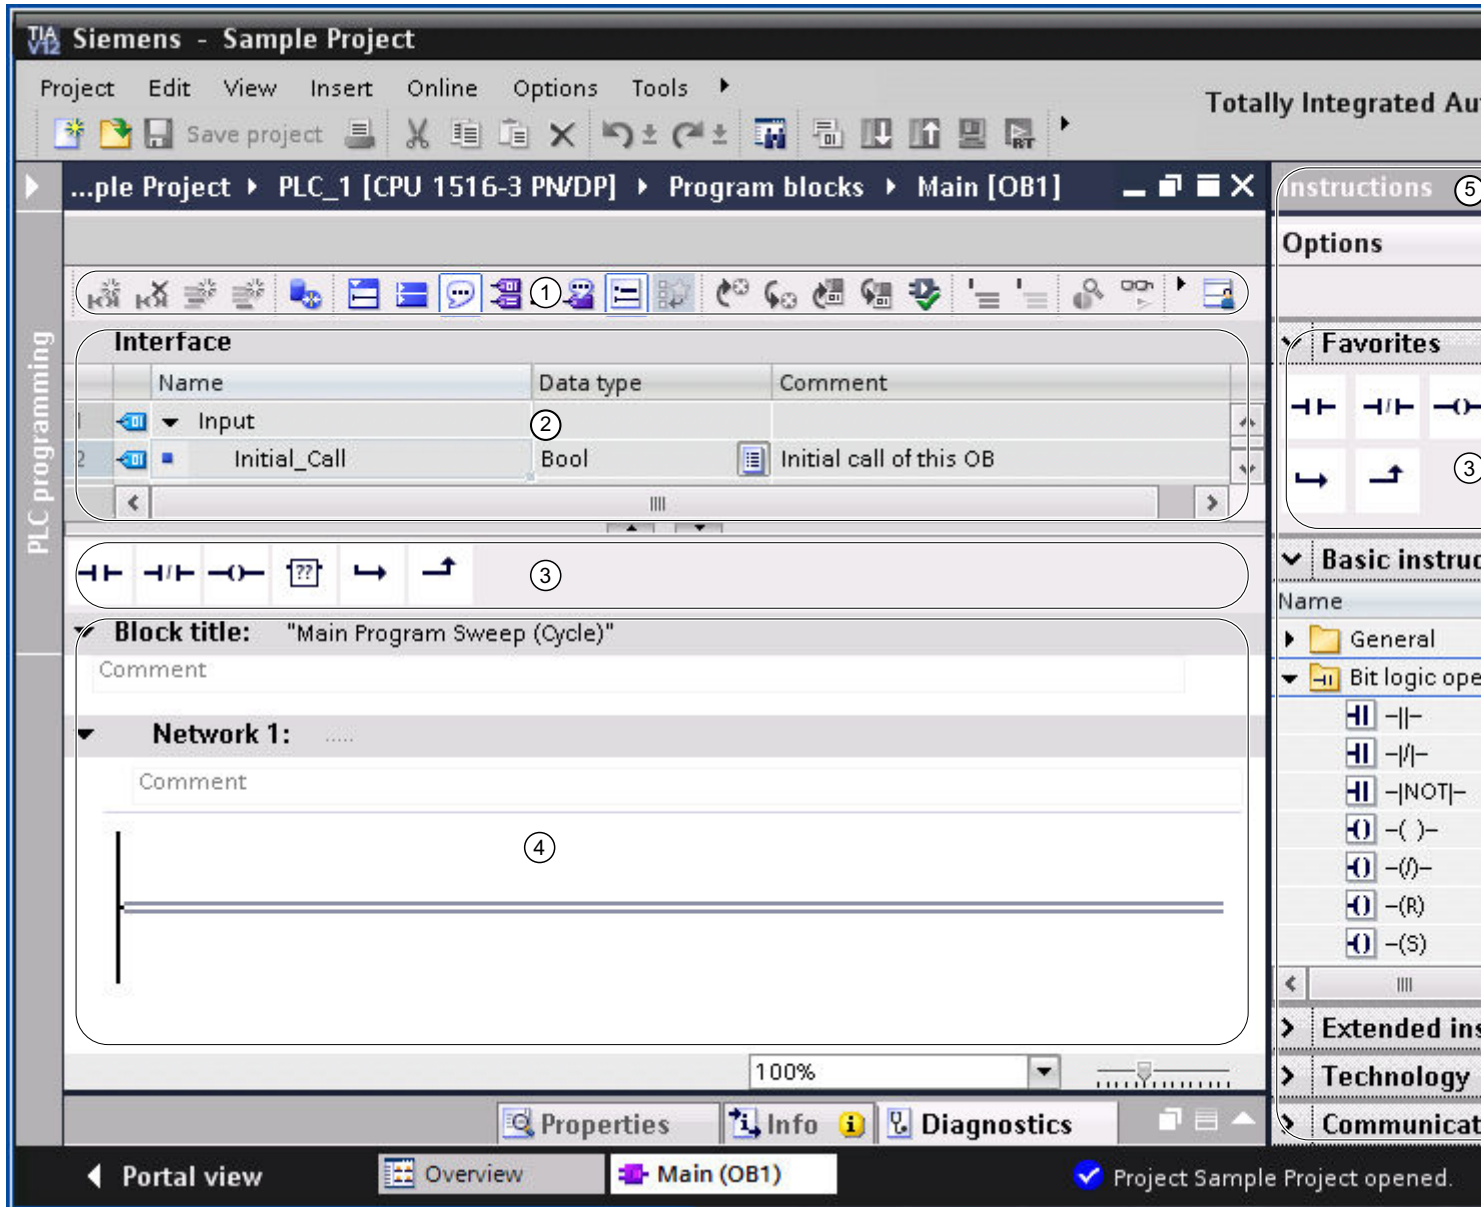 TIA V12 Siemens - Sample Project
Project Edit View Insert Online Options Tools
Totally Integrated Au
Save project
...ple Project PLC_1 [CPU 1516-3 PN/DP] Program blocks Main [OB1]
Instructions 5
Options
1
PLC programming
Interface
Name Data type Comment
1 Input
2
2 Initial_Call Bool Initial call of this OB
Favorites
3
3
??
Block title: "Main Program Sweep (Cycle)"
Comment
Network 1: .....
Comment
4
Basic instruc
Name
General
Bit logic ope
–||–
–|/|–
–|NOT|–
–( )–
–(/)–
–(R)
–(S)
Extended ins
Technology
Communicat
100%
Properties Info Diagnostics
Portal view Overview Main (OB1) Project Sample Project opened.